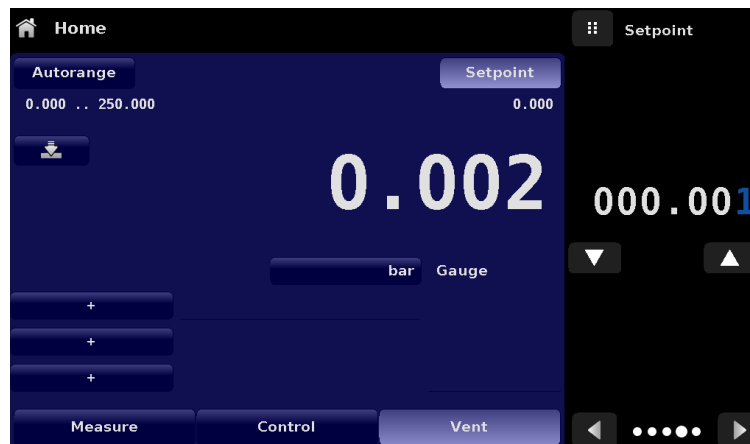 Home
Setpoint
Autorange
Setpoint
0.000 .. 250.000
0.000
0.002
000.001
bar
Gauge
+
+
+
Measure
Control
Vent